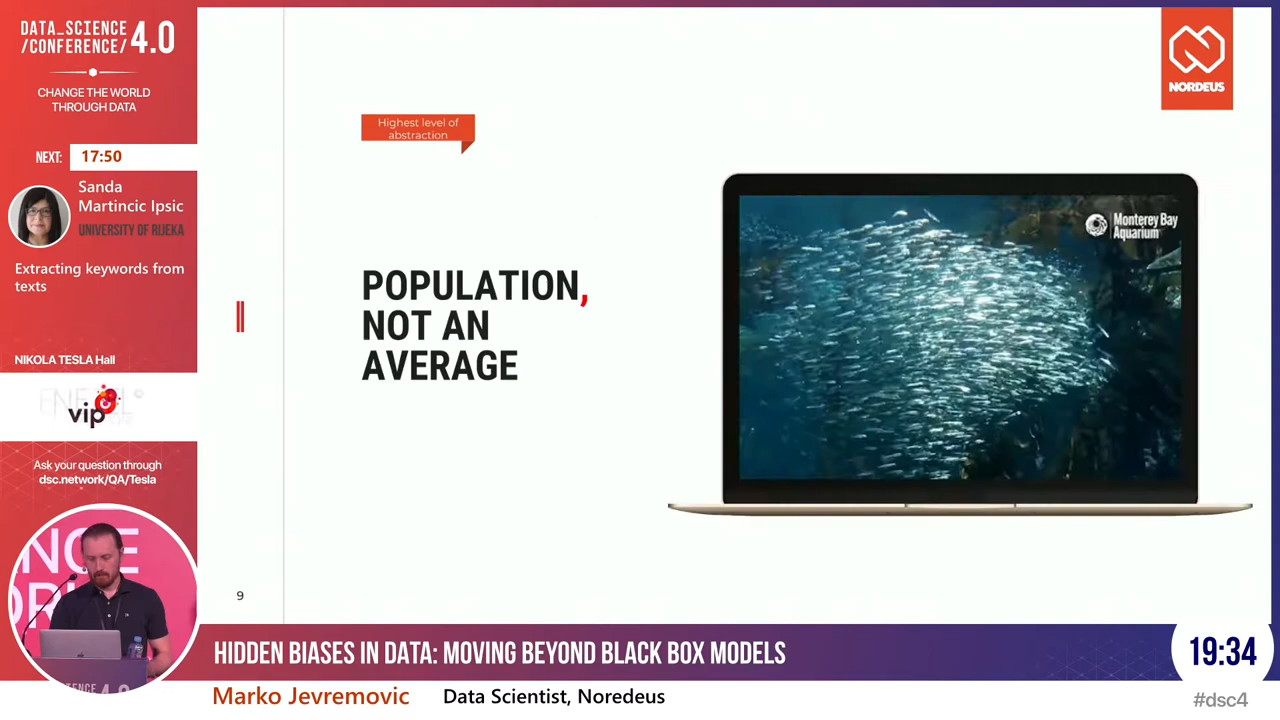 DATA_SCIENCE
/CONFERENCE/ 4.0
CHANGE THE WORLD
THROUGH DATA
NEXT: 17:50
Sanda
Martincic Ipsic
UNIVERSITY OF RIJEKA
Extracting keywords from
texts
NIKOLA TESLA Hall
vip
Ask your question through
dsc.network/QA/Tesla
NORDEUS
Highest level of
abstraction
POPULATION,
NOT AN
AVERAGE
Monterey Bay
Aquarium
9
HIDDEN BIASES IN DATA: MOVING BEYOND BLACK BOX MODELS
19:34
Marko Jevremovic Data Scientist, Noredeus
#dsc4